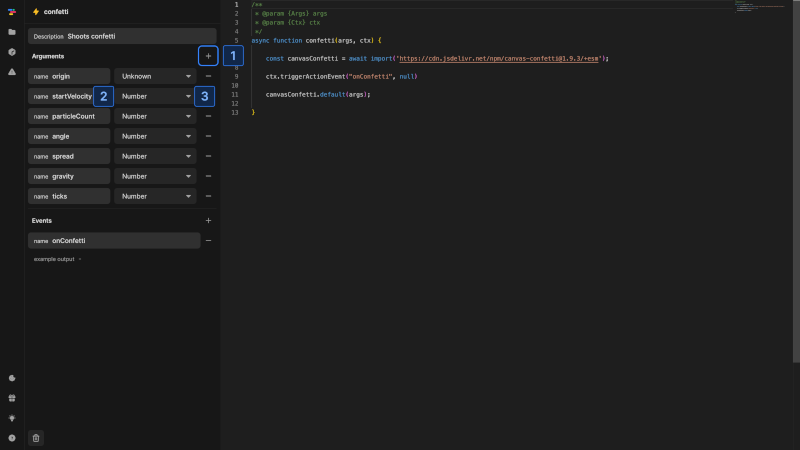 confetti
Description Shoots confetti
Arguments
+
1
name origin Unknown −
name startVelocity 2 Number 3
name particleCount Number −
name angle Number −
name spread Number −
name gravity Number −
name ticks Number −
Events +
name onConfetti −
example output
1 /**
2 * @param {Args} args
3 * @param {Ctx} ctx
4 */
5 async function confetti(args, ctx) {
const canvasConfetti = await import('https://cdn.jsdelivr.net/npm/canvas-confetti@1.9.3/+esm');
8
9 ctx.triggerActionEvent("onConfetti", null)
10
11 canvasConfetti.default(args);
12
13 }